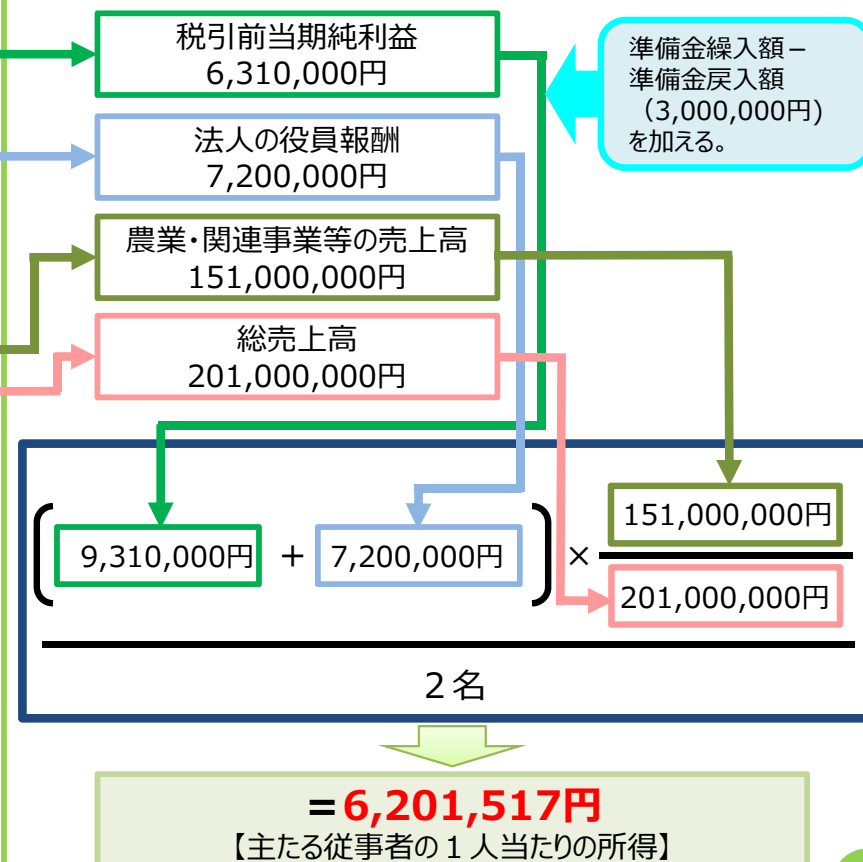 税引前当期純利益
6,310,000円
準備金繰入額－
準備金戻入額
（3,000,000円)
を加える。
法人の役員報酬
7,200,000円
農業・関連事業等の売上高
151,000,000円
総売上高
201,000,000円
9,310,000円 ＋ 7,200,000円 × 151,000,000円
201,000,000円
２名
＝6,201,517円
【主たる従事者の１人当たりの所得】